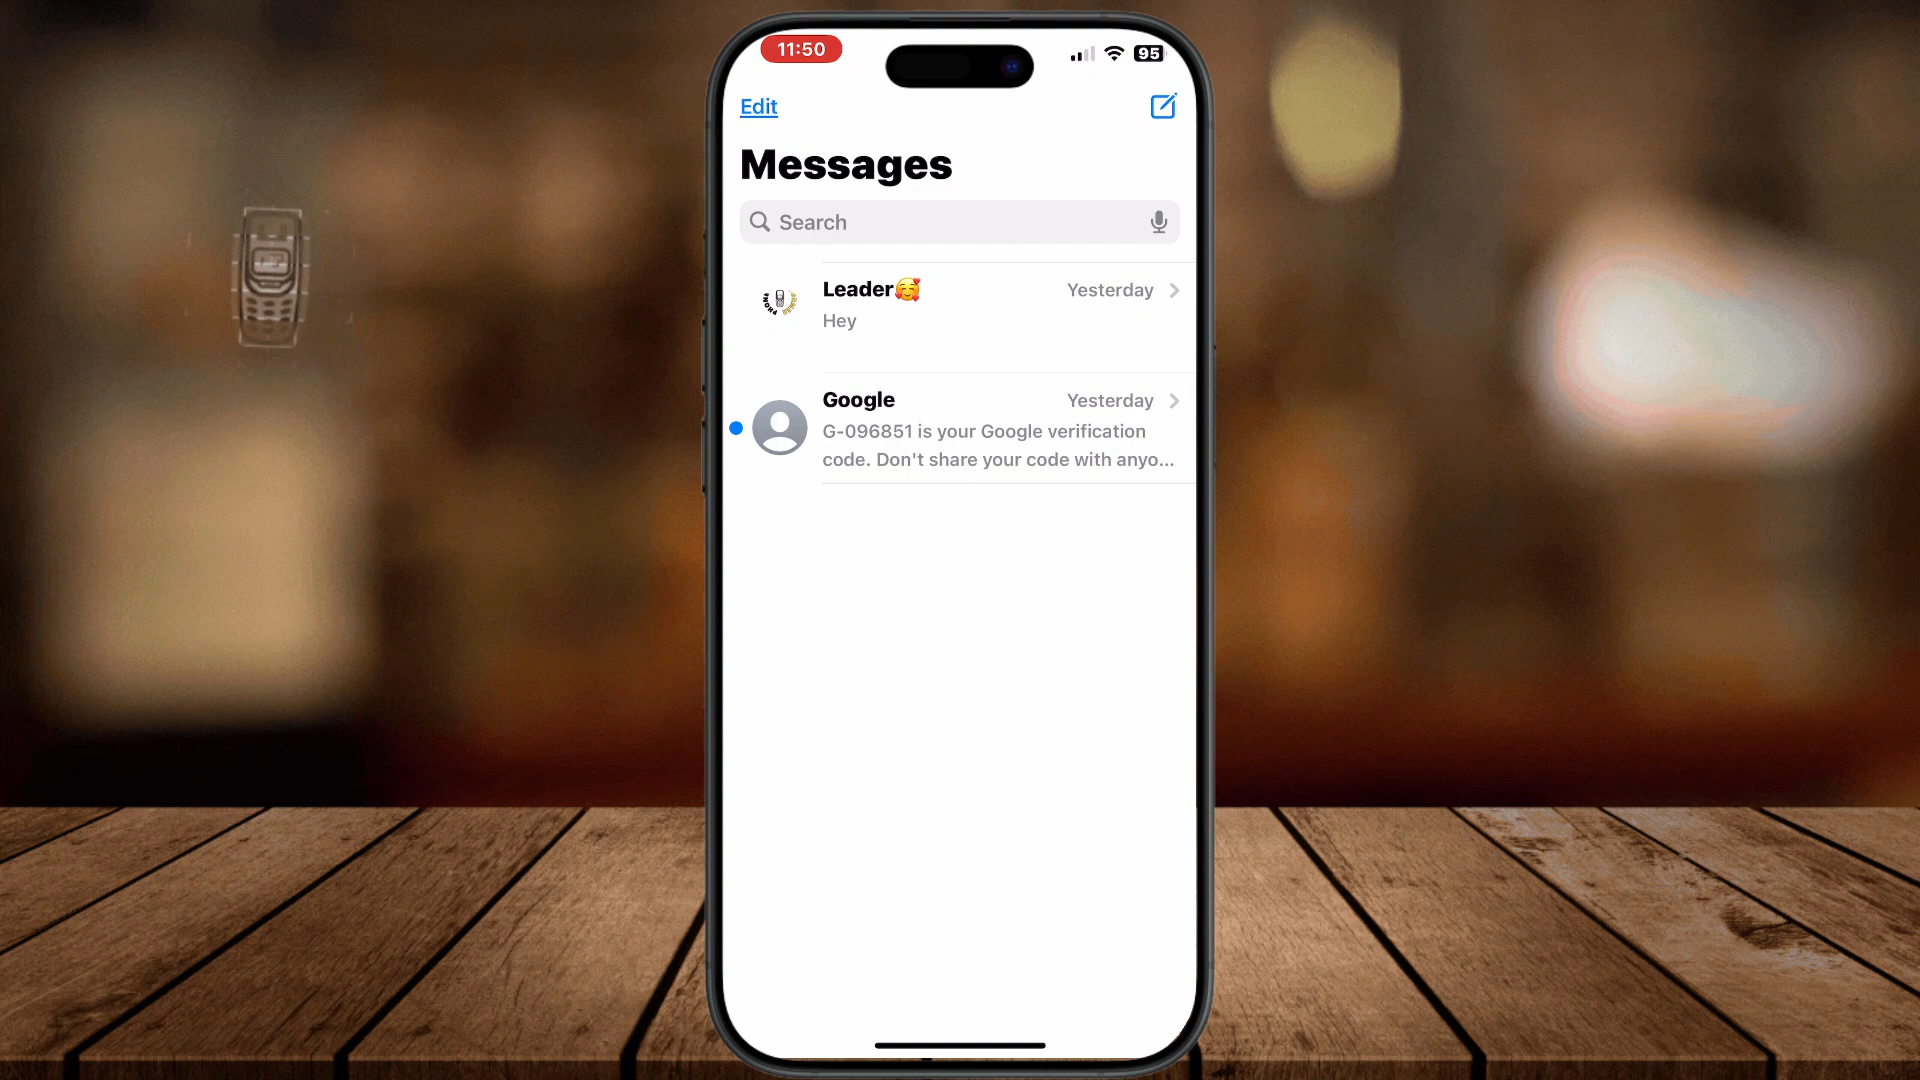 11:50
95
Edit
Messages
Search
Leader🥰
Yesterday
Hey
Google
Yesterday
G-096851 is your Google verification
code. Don't share your code with anyo...